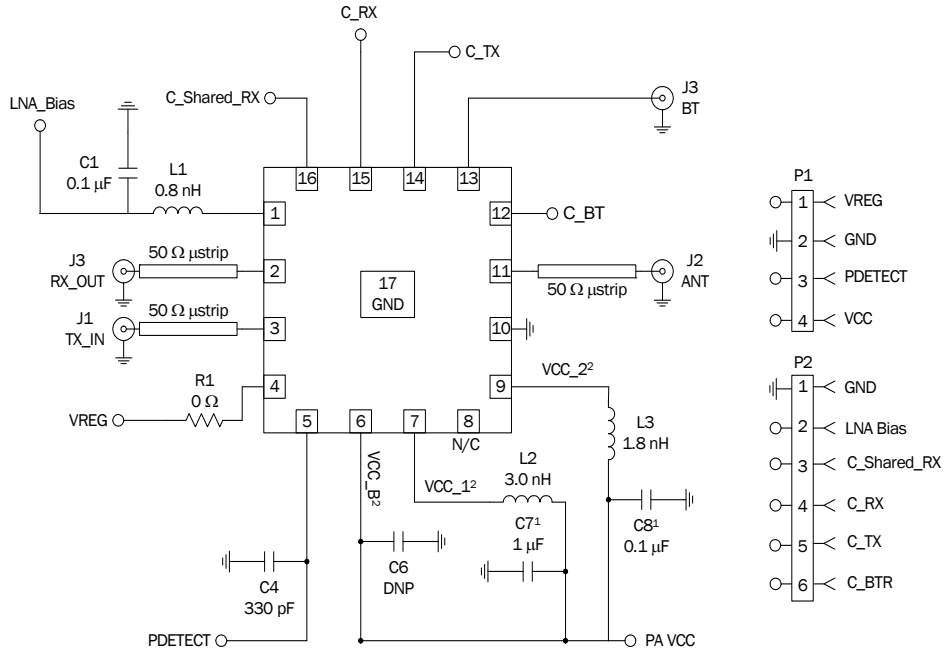 C_RX
C_TX
C_Shared_RX
LNA_Bias
J3
BT
C1
0.1 μF
L1
0.8 nH
16
15
14
13
1
12
C_BT
J3
RX_OUT
50 Ω μstrip
2
17
GND
11
50 Ω μstrip
J2
ANT
J1
TX_IN
50 Ω μstrip
3
10
R1
0 Ω
VREG
4
9
VCC_2²
5
6
7
8
N/C
L3
1.8 nH
VCC_B²
VCC_1²
L2
3.0 nH
C7¹
1 μF
C8¹
0.1 μF
C6
DNP
C4
330 pF
PDETECT
PA VCC
P1
1 VREG
2 GND
3 PDETECT
4 VCC
P2
1 GND
2 LNA Bias
3 C_Shared_RX
4 C_RX
5 C_TX
6 C_BTR